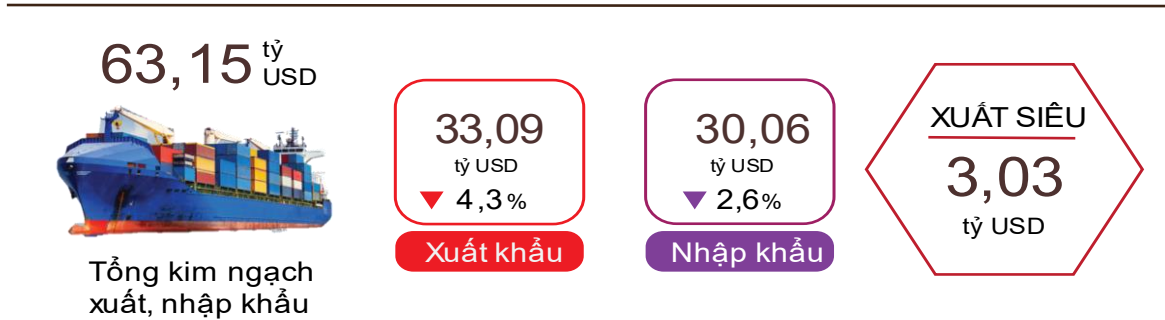 63,15 tỷ USD
Tổng kim ngạch
xuất, nhập khẩu
33,09
tỷ USD
▼ 4,3%
Xuất khẩu
30,06
tỷ USD
▼ 2,6%
Nhập khẩu
XUẤT SIÊU
3,03
tỷ USD